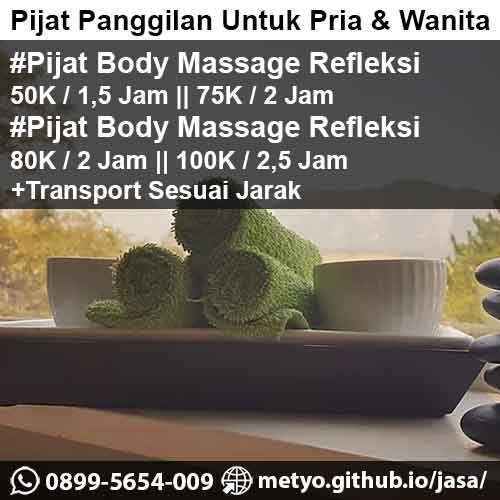 Pijat Panggilan Untuk Pria & Wanita
#Pijat Body Massage Refleksi
50K / 1,5 Jam || 75K / 2 Jam
#Pijat Body Massage Refleksi
80K / 2 Jam || 100K / 2,5 Jam
+Transport Sesuai Jarak
0899-5654-009 metyo.github.io/jasa/